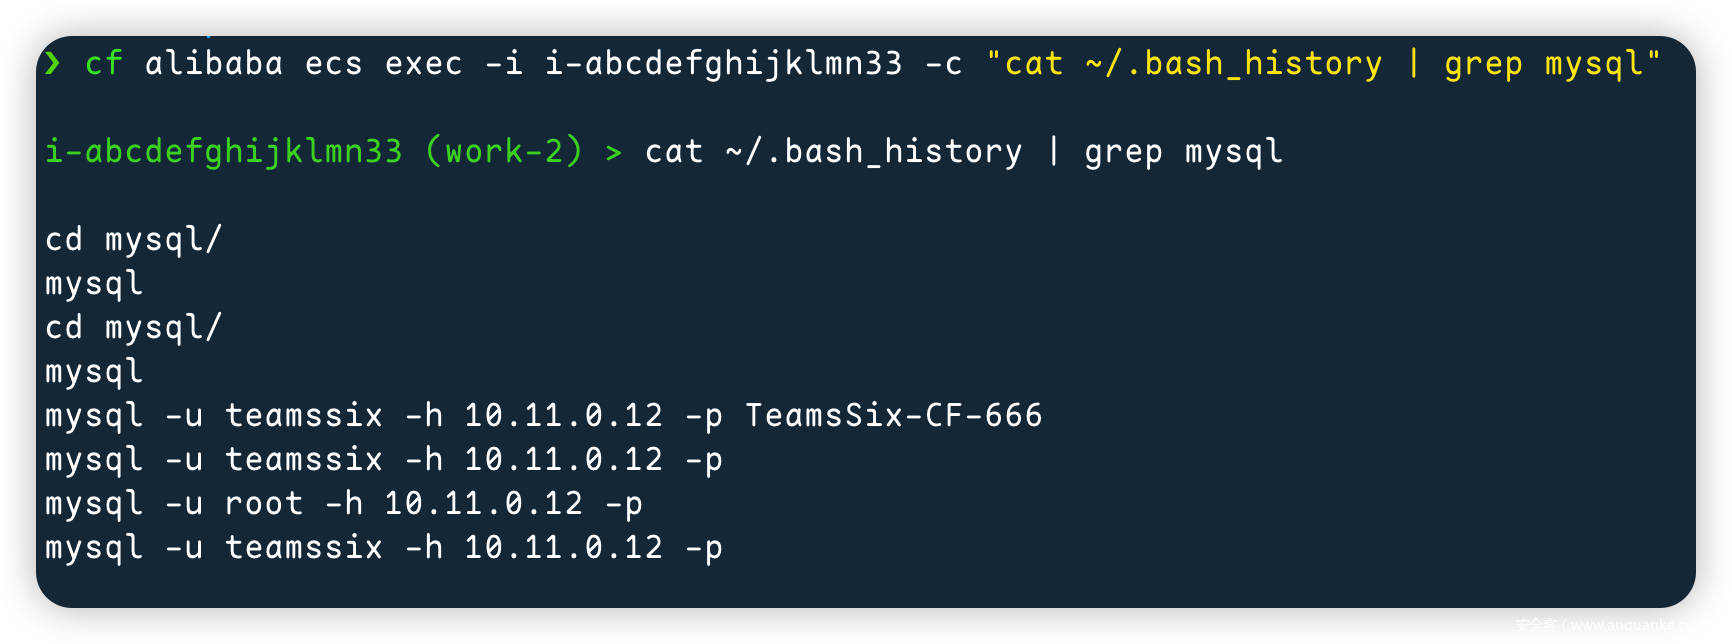 ❯ cf alibaba ecs exec -i i-abcdefghijklmn33 -c "cat ~/.bash_history | grep mysql"
i-abcdefghijklmn33 (work-2) > cat ~/.bash_history | grep mysql
cd mysql/
mysql
cd mysql/
mysql
mysql -u teamssix -h 10.11.0.12 -p TeamsSix-CF-666
mysql -u teamssix -h 10.11.0.12 -p
mysql -u root -h 10.11.0.12 -p
mysql -u teamssix -h 10.11.0.12 -p
安全客 ( www.anquanke.co